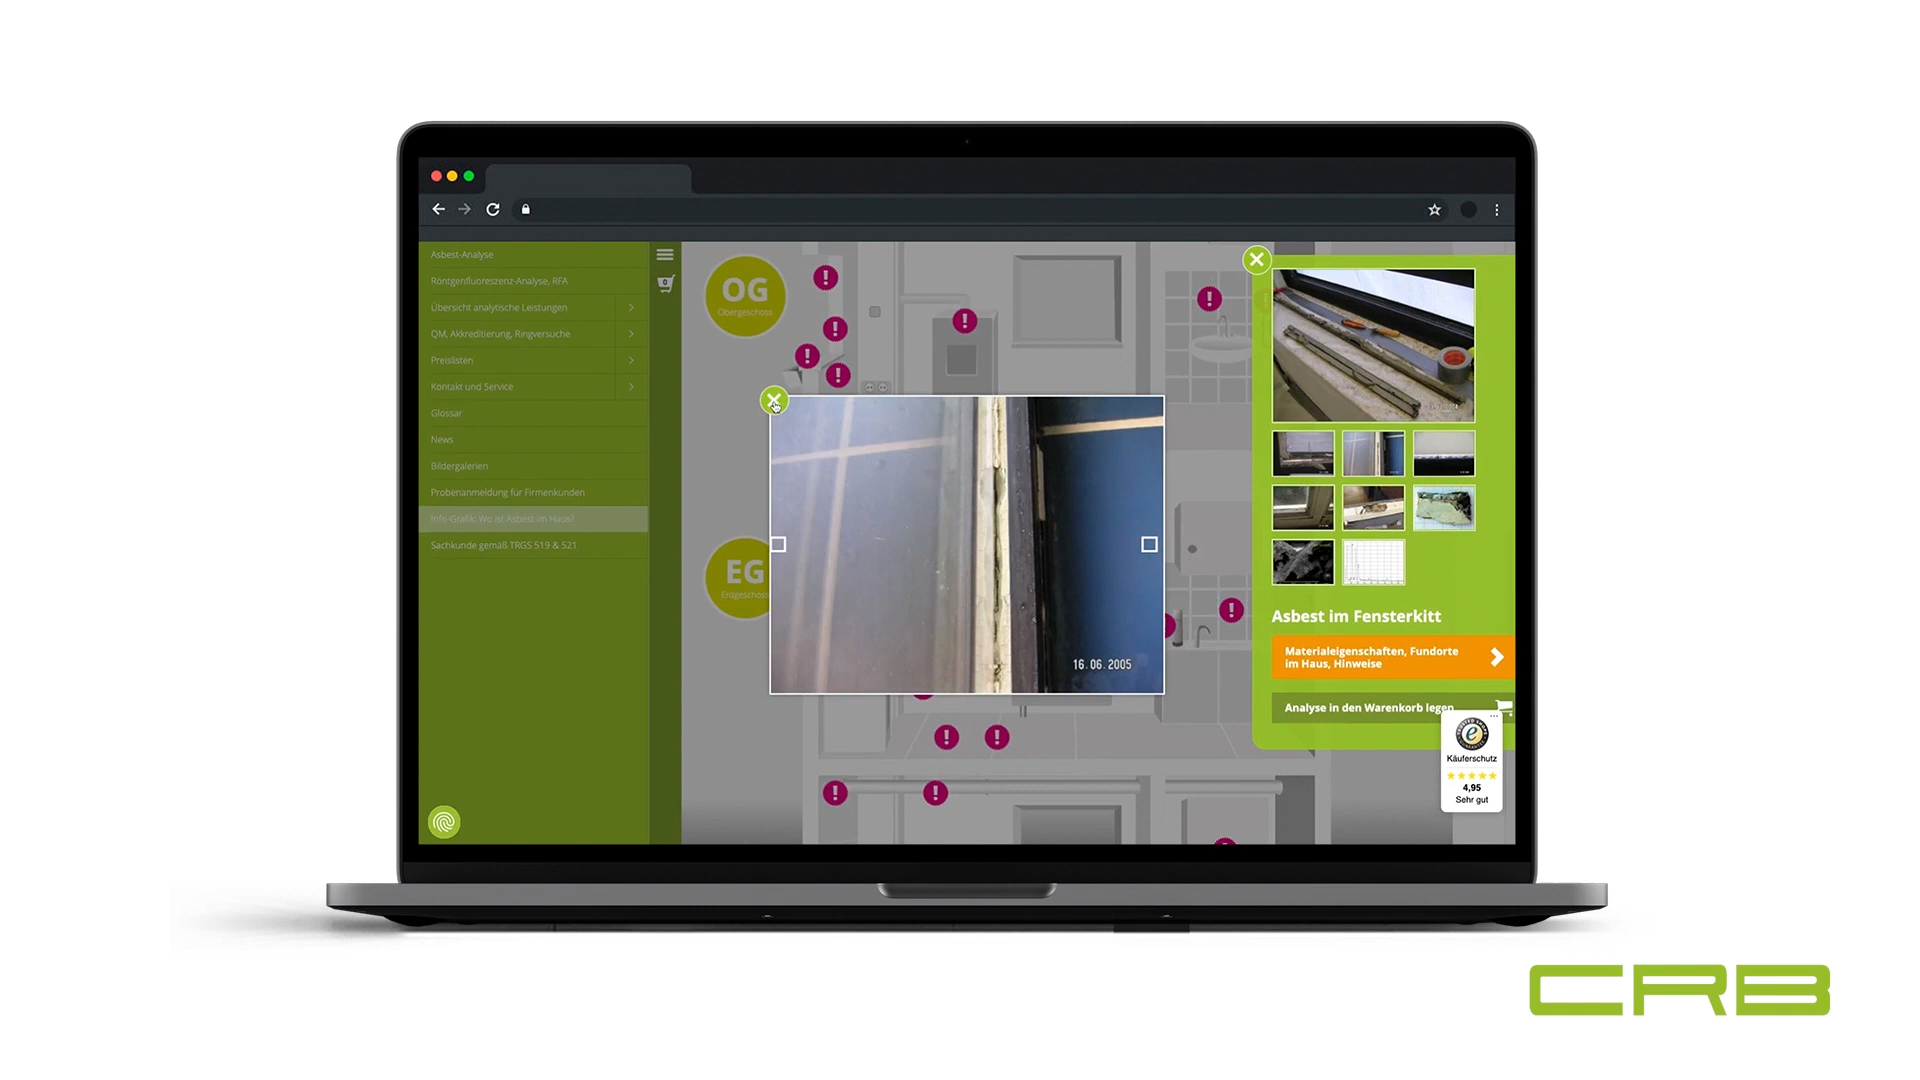 Asbest-Analyse
Röntgenfluoreszenz-Analyse, RFA
Übersicht analytische Leistungen
QM, Akkreditierung, Ringversuche
Preislisten
Kontakt und Service
Glossar
News
Bildergalerien
Probenanmeldung für Firmenkunden
Info-Grafik: Wo ist Asbest im Haus?
Sachkunde gemäß TRGS 519 & 521
0
OG
Obergeschoss
EG
Erdgeschoss
16.06.2005
Asbest im Fensterkitt
Materialeigenschaften, Fundorte
im Haus, Hinweise
Analyse in den Warenkorb legen
e
Käuferschutz
4,95
Sehr gut
CRB